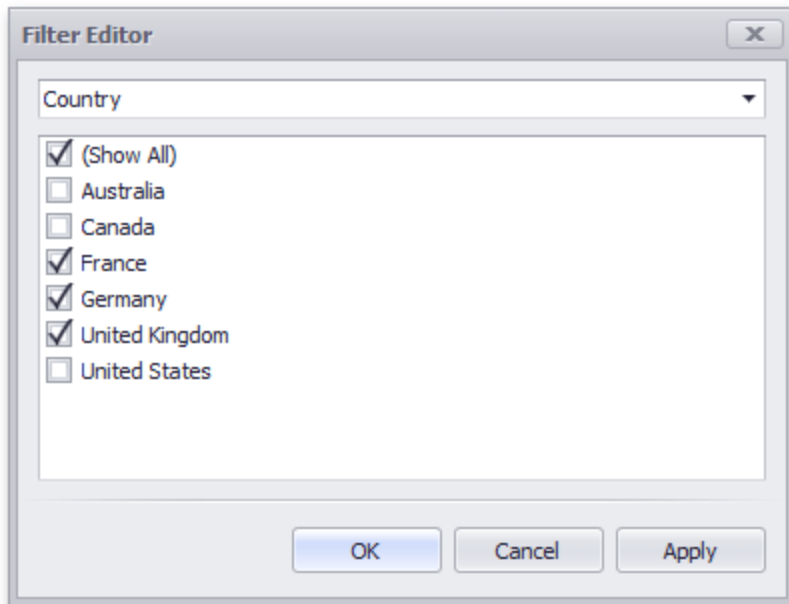 Filter Editor
Country
(Show All)
Australia
Canada
France
Germany
United Kingdom
United States
OK Cancel Apply